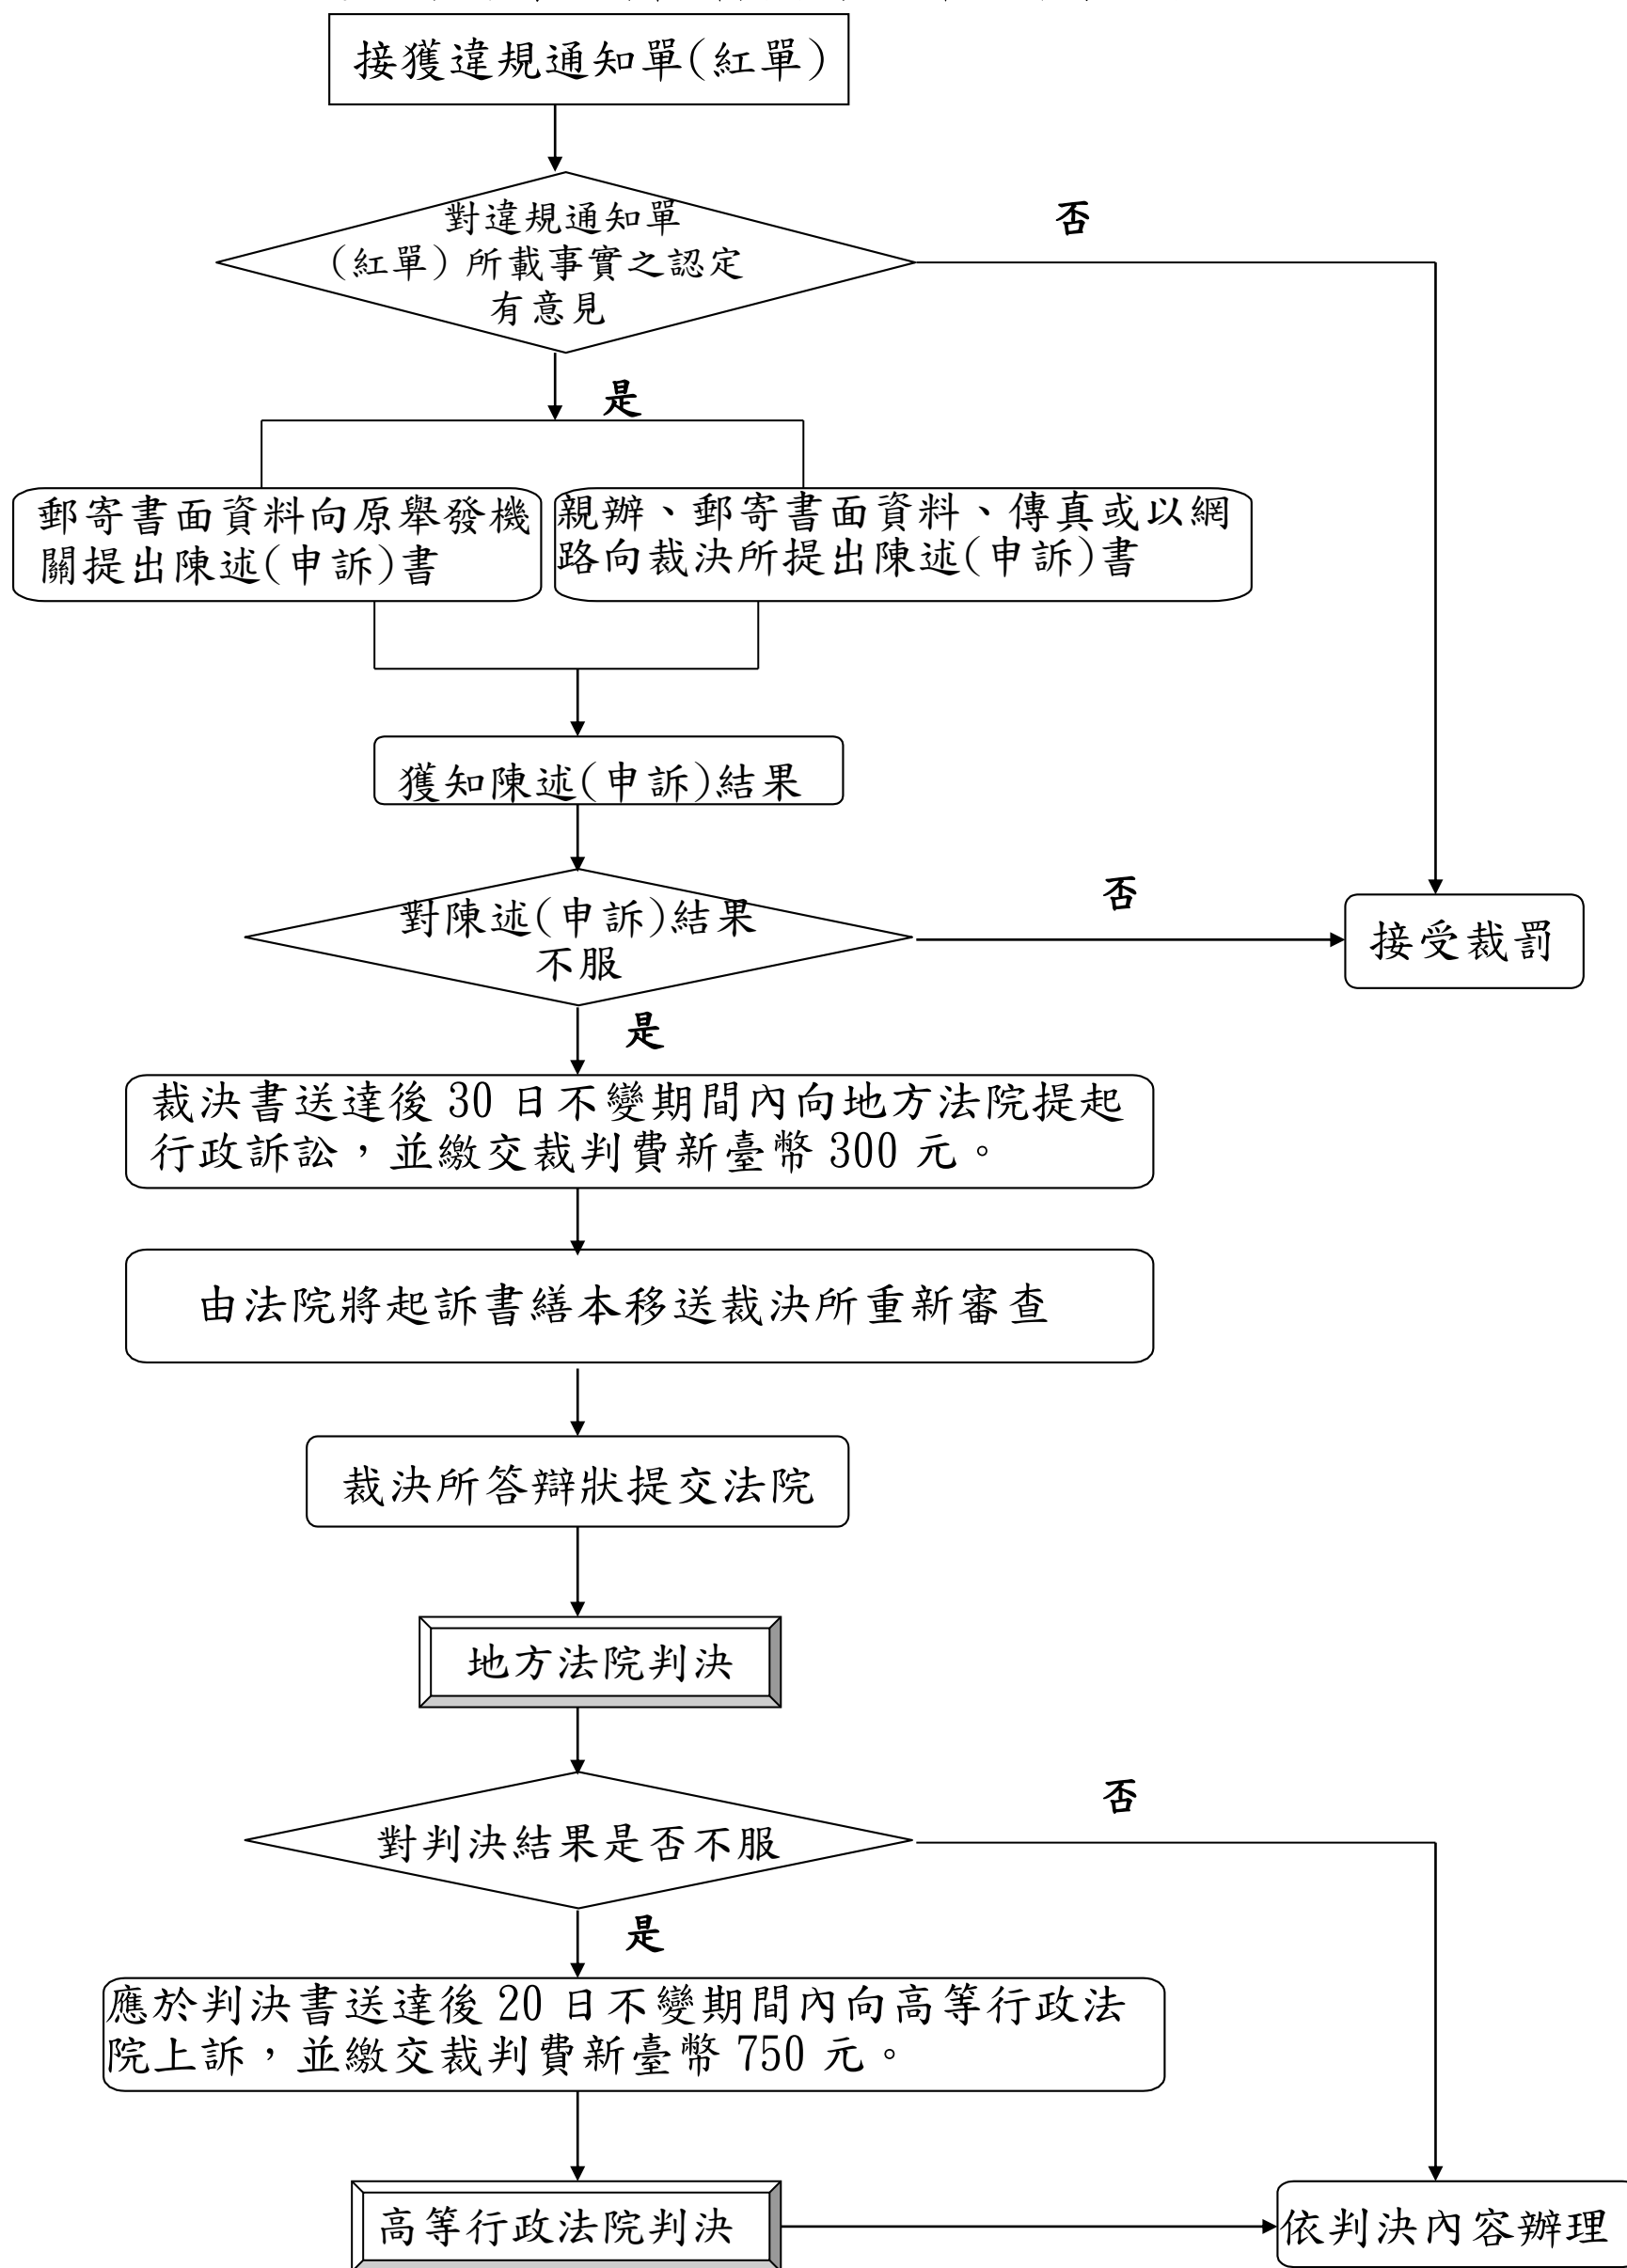 接獲違規通知單(紅單)
對違規通知單
(紅單)所載事實之認定
有意見
否
是
郵寄書面資料向原舉發機
關提出陳述(申訴)書
親辦、郵寄書面資料、傳真或以網
路向裁決所提出陳述(申訴)書
獲知陳述(申訴)結果
對陳述(申訴)結果
不服
否
接受裁罰
是
裁決書送達後 30 日不變期間內向地方法院提起
行政訴訟，並繳交裁判費新臺幣 300 元。
由法院將起訴書繕本移送裁決所重新審查
裁決所答辯狀提交法院
地方法院判決
對判決結果是否不服
否
是
應於判決書送達後 20 日不變期間內向高等行政法
院上訴，並繳交裁判費新臺幣 750 元。
高等行政法院判決
依判決內容辦理